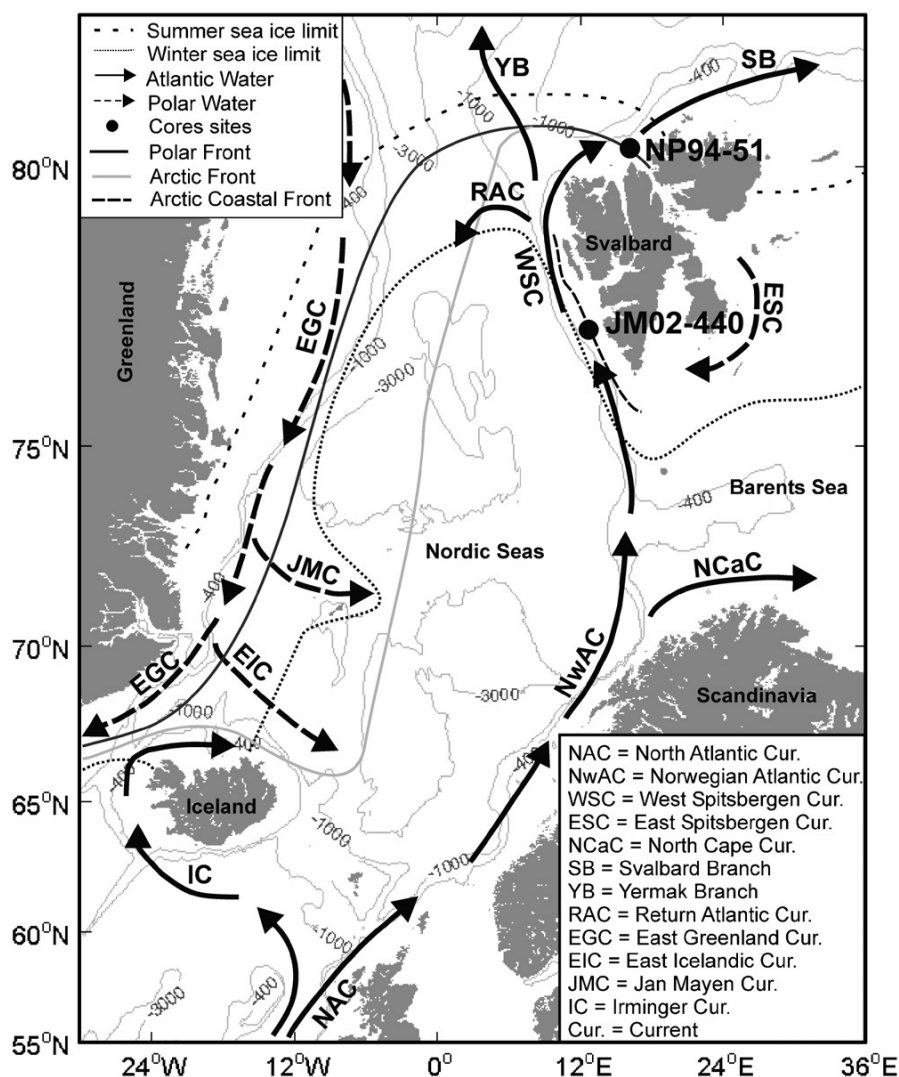 Summer sea ice limit
Winter sea ice limit
Atlantic Water
Polar Water
Cores sites
Polar Front
Arctic Front
Arctic Coastal Front
YB
SB
-400
-1000
-1000
-3000
-400
80°N
NP94-51
RAC
Svalbard
WSC
EGC
ESC
JM02-440
Greenland
-1000
-3000
75°N
-400
Barents Sea
Nordic Seas
JMC
NCaC
-400
70°N
EIC
EGC
NwAC
-3000
Scandinavia
-1000
-400
-400
65°N
Iceland
-1000
-1000
IC
60°N
-1000
NAC
-400
-3000
55°N
NAC = North Atlantic Cur.
NwAC = Norwegian Atlantic Cur.
WSC = West Spitsbergen Cur.
ESC = East Spitsbergen Cur.
NCaC = North Cape Cur.
SB = Svalbard Branch
YB = Yermak Branch
RAC = Return Atlantic Cur.
EGC = East Greenland Cur.
EIC = East Icelandic Cur.
JMC = Jan Mayen Cur.
IC = Irminger Cur.
Cur. = Current
24°W 12°W 0° 12°E 24°E 36°E